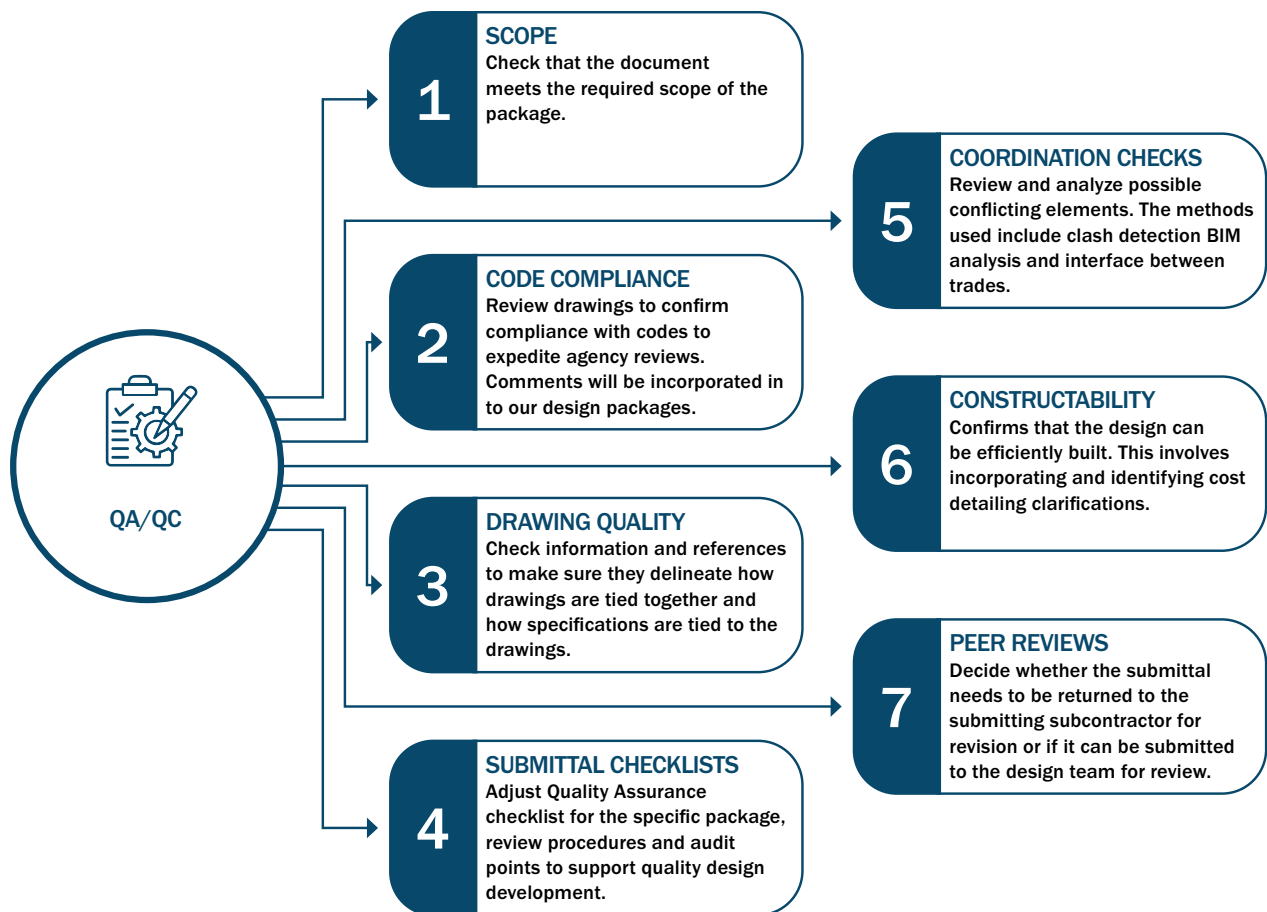 QA/QC
1
SCOPE
Check that the document
meets the required scope of the
package.
2
CODE COMPLIANCE
Review drawings to confirm
compliance with codes to
expedite agency reviews.
Comments will be incorporated in
to our design packages.
3
DRAWING QUALITY
Check information and references
to make sure they delineate how
drawings are tied together and
how specifications are tied to the
drawings.
4
SUBMITTAL CHECKLISTS
Adjust Quality Assurance
checklist for the specific package,
review procedures and audit
points to support quality design
development.
5
COORDINATION CHECKS
Review and analyze possible
conflicting elements. The methods
used include clash detection BIM
analysis and interface between
trades.
6
CONSTRUCTABILITY
Confirms that the design can
be efficiently built. This involves
incorporating and identifying cost
detailing clarifications.
7
PEER REVIEWS
Decide whether the submittal
needs to be returned to the
submitting subcontractor for
revision or if it can be submitted
to the design team for review.